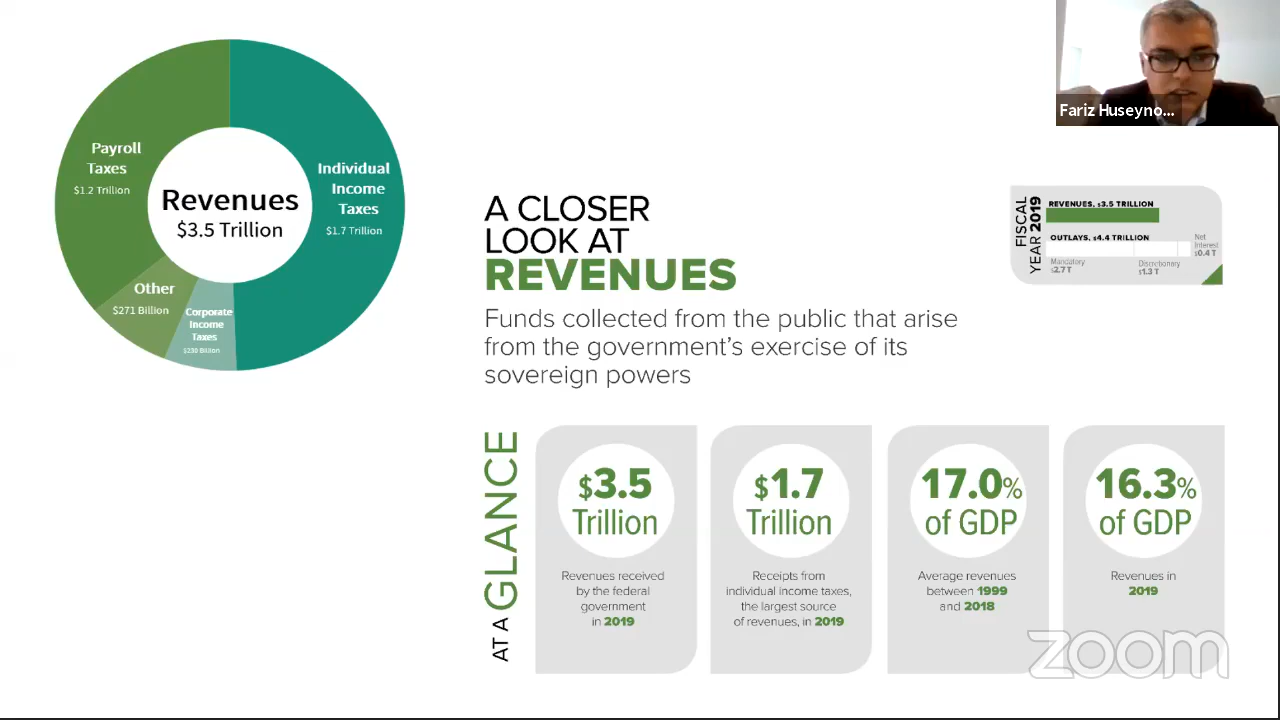 Payroll
Taxes
$1.2 Trillion
Individual
Income
Taxes
$1.7 Trillion
Revenues
$3.5 Trillion
Other
$271 Billion
Corporate
Income
Taxes
$230 Billion
Fariz Huseyno...
A CLOSER
LOOK AT
REVENUES
Funds collected from the public that arise
from the government's exercise of its
sovereign powers
FISCAL
YEAR 2019
REVENUES, $3.5 TRILLION
OUTLAYS, $4.4 TRILLION
Net
Interest
$0.4 T
Mandatory
$2.7 T
Discretionary
$1.3 T
AT A GLANCE
$3.5
Trillion
Revenues received
by the federal
government
in 2019
$1.7
Trillion
Receipts from
individual income taxes,
the largest source
of revenues, in 2019
17.0%
of GDP
Average revenues
between 1999
and 2018
16.3%
of GDP
Revenues in
2019
zoom